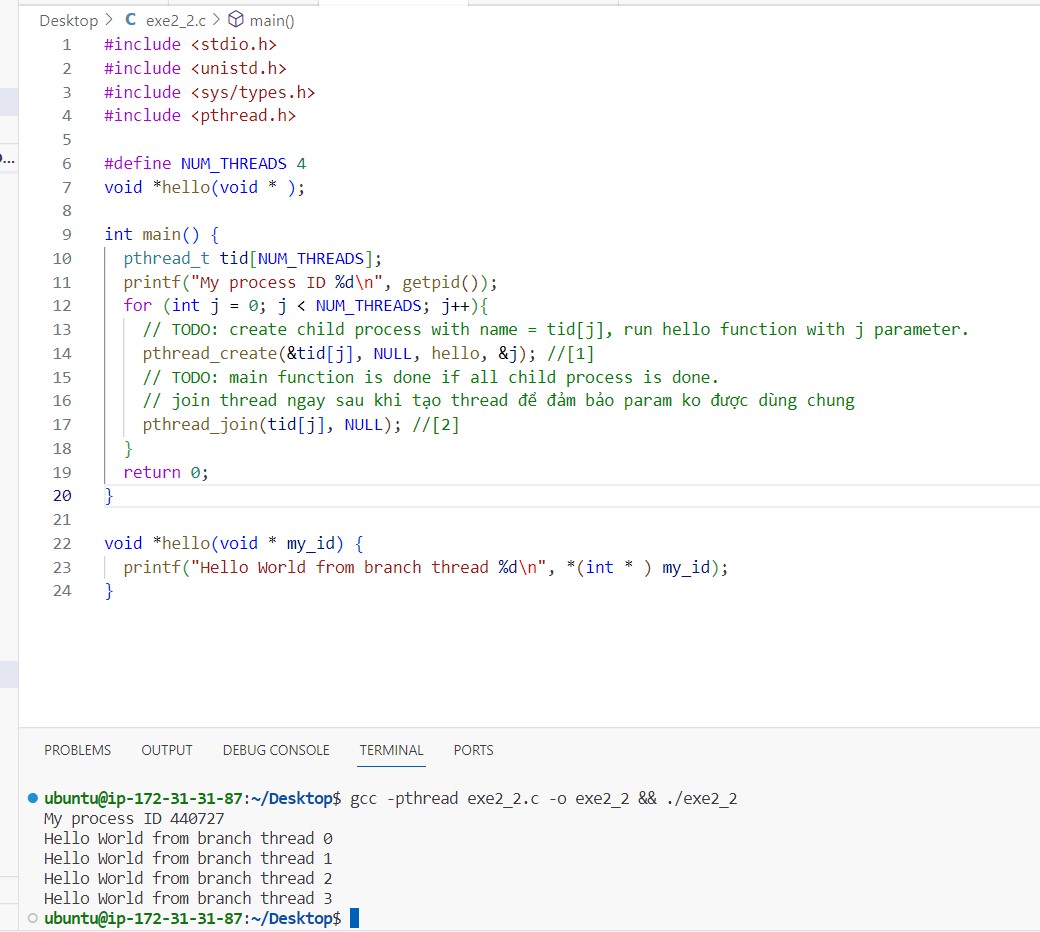 Desktop > C exe2_2.c > main()
1 #include <stdio.h>
2 #include <unistd.h>
3 #include <sys/types.h>
4 #include <pthread.h>
5
6 #define NUM_THREADS 4
7 void *hello(void * );
8
9 int main() {
10 pthread_t tid[NUM_THREADS];
11 printf("My process ID %d\n", getpid());
12 for (int j = 0; j < NUM_THREADS; j++){
13 // TODO: create child process with name = tid[j], run hello function with j parameter.
14 pthread_create(&tid[j], NULL, hello, &j); //[1]
15 // TODO: main function is done if all child process is done.
16 // join thread ngay sau khi tạo thread để đảm bảo param ko được dùng chung
17 pthread_join(tid[j], NULL); //[2]
18 }
19 return 0;
20 }
21
22 void *hello(void * my_id) {
23 printf("Hello World from branch thread %d\n", *(int * ) my_id);
24 }
PROBLEMS OUTPUT DEBUG CONSOLE TERMINAL PORTS
ubuntu@ip-172-31-31-87:~/Desktop$ gcc -pthread exe2_2.c -o exe2_2 && ./exe2_2
My process ID 440727
Hello World from branch thread 0
Hello World from branch thread 1
Hello World from branch thread 2
Hello World from branch thread 3
ubuntu@ip-172-31-31-87:~/Desktop$